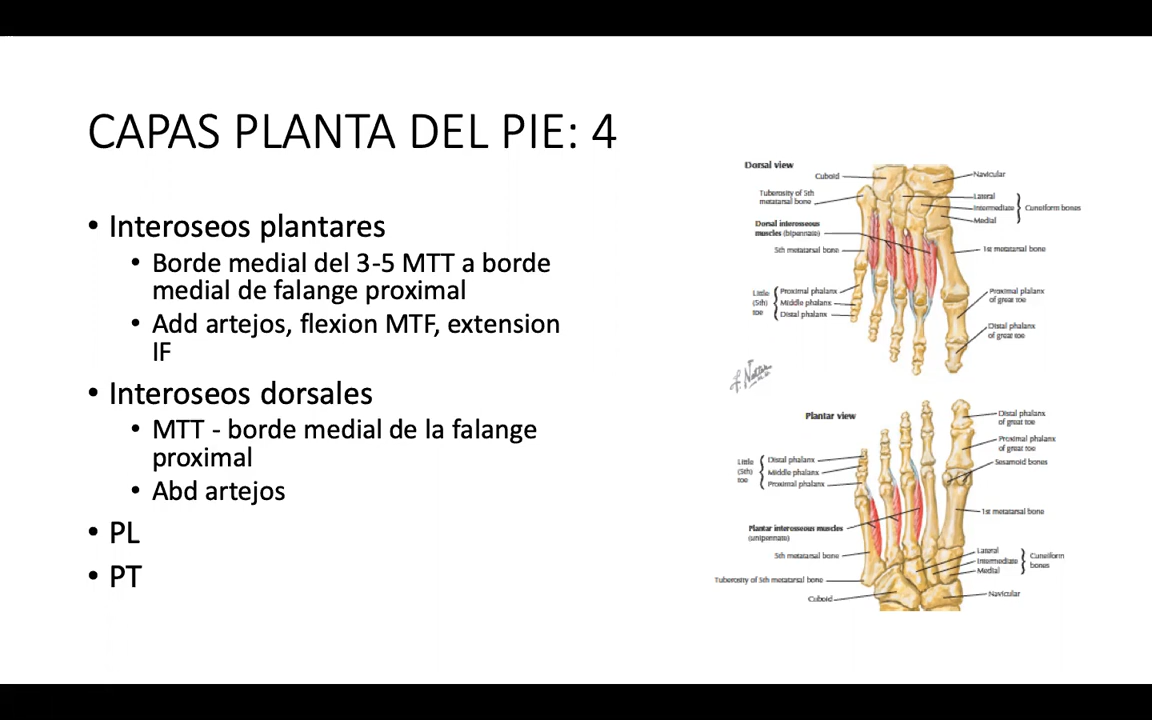 CAPAS PLANTA DEL PIE: 4
• Interoseos plantares
• Borde medial del 3-5 MTT a borde
medial de falange proximal
• Add artejos, flexion MTF, extension
IF
• Interoseos dorsales
• MTT - borde medial de la falange
proximal
• Abd artejos
• PL
• PT
Dorsal view
Cuboid
Navicular
Tuberosity of 5th
metatarsal bone
Lateral
Intermediate
Medial
Cuneiform bones
Dorsal interosseous
muscles (bipennate)
5th metatarsal bone
1st metatarsal bone
Little
(5th)
toe
Proximal phalanx
Middle phalanx
Distal phalanx
Proximal phalanx
of great toe
Distal phalanx
of great toe
F. Netter
M.D.
Plantar view
Distal phalanx
of great toe
Proximal phalanx
of great toe
Sesamoid bones
Little
(5th)
toe
Distal phalanx
Middle phalanx
Proximal phalanx
1st metatarsal bone
Plantar interosseous muscles
(unipennate)
5th metatarsal bone
Lateral
Intermediate
Medial
Cuneiform
bones
Tuberosity of 5th metatarsal bone
Navicular
Cuboid